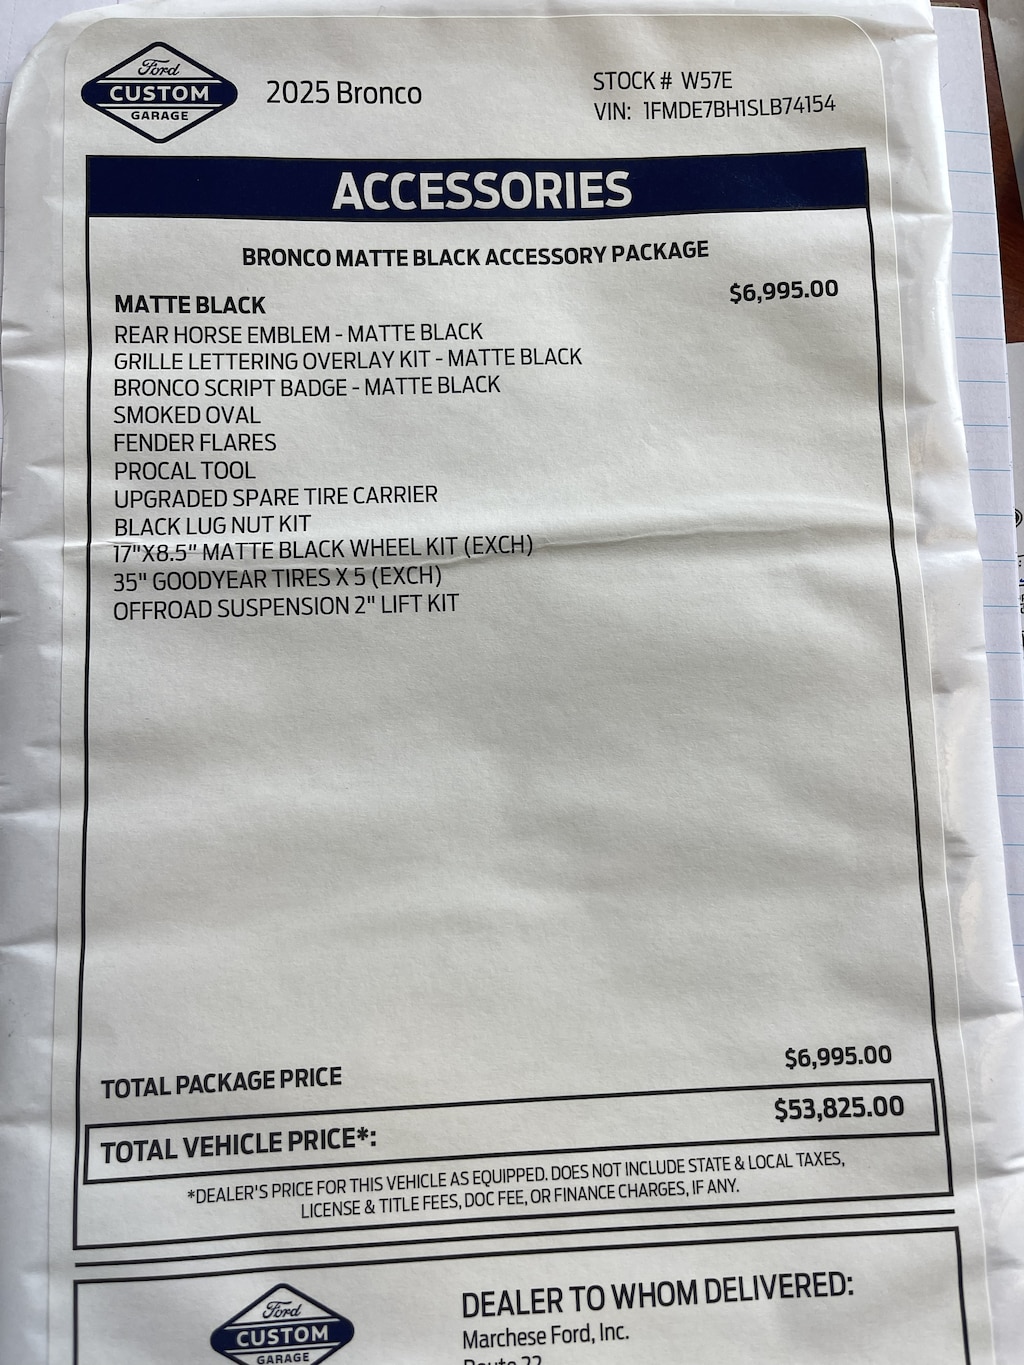 Ford
CUSTOM
GARAGE
2025 Bronco
STOCK # W57E
VIN: 1FMDE7BH1SLB74154
ACCESSORIES
BRONCO MATTE BLACK ACCESSORY PACKAGE
MATTE BLACK $6,995.00
REAR HORSE EMBLEM - MATTE BLACK
GRILLE LETTERING OVERLAY KIT - MATTE BLACK
BRONCO SCRIPT BADGE - MATTE BLACK
SMOKED OVAL
FENDER FLARES
PROCAL TOOL
UPGRADED SPARE TIRE CARRIER
BLACK LUG NUT KIT
17"X8.5" MATTE BLACK WHEEL KIT (EXCH)
35" GOODYEAR TIRES X 5 (EXCH)
OFFROAD SUSPENSION 2" LIFT KIT
TOTAL PACKAGE PRICE $6,995.00
TOTAL VEHICLE PRICE*: $53,825.00
*DEALER'S PRICE FOR THIS VEHICLE AS EQUIPPED. DOES NOT INCLUDE STATE & LOCAL TAXES,
LICENSE & TITLE FEES, DOC FEE, OR FINANCE CHARGES, IF ANY.
Ford
CUSTOM
GARAGE
DEALER TO WHOM DELIVERED:
Marchese Ford, Inc.
Route 22